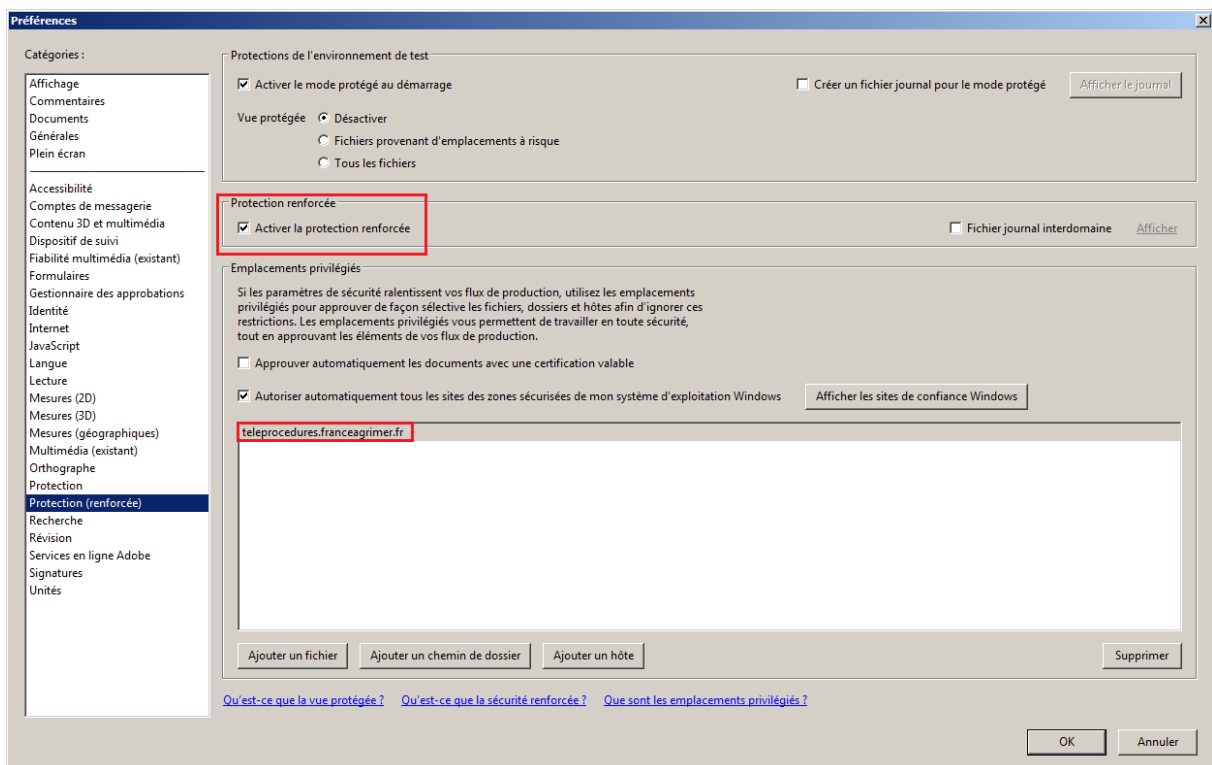 Préférences
Catégories :
Affichage
Commentaires
Documents
Générales
Plein écran
Accessibilité
Comptes de messagerie
Contenu 3D et multimédia
Dispositif de suivi
Fiabilité multimédia (existant)
Formulaires
Gestionnaire des approbations
Identité
Internet
JavaScript
Langue
Lecture
Mesures (2D)
Mesures (3D)
Mesures (géographiques)
Multimédia (existant)
Orthographe
Protection
Protection (renforcée)
Recherche
Révision
Services en ligne Adobe
Signatures
Unités
Protections de l'environnement de test
Activer le mode protégé au démarrage
Créer un fichier journal pour le mode protégé
Afficher le journal
Vue protégée
Désactiver
Fichiers provenant d'emplacements à risque
Tous les fichiers
Protection renforcée
Activer la protection renforcée
Fichier journal interdomaine
Afficher
Emplacements privilégiés
Si les paramètres de sécurité ralentissent vos flux de production, utilisez les emplacements
privilégiés pour approuver de façon sélective les fichiers, dossiers et hôtes afin d'ignorer ces
restrictions. Les emplacements privilégiés vous permettent de travailler en toute sécurité,
tout en approuvant les éléments de vos flux de production.
Approuver automatiquement les documents avec une certification valable
Autoriser automatiquement tous les sites des zones sécurisées de mon système d'exploitation Windows
Afficher les sites de confiance Windows
teleprocedures.franceagrimer.fr
Ajouter un fichier
Ajouter un chemin de dossier
Ajouter un hôte
Supprimer
Qu'est-ce que la vue protégée ?
Qu'est-ce que la sécurité renforcée ?
Que sont les emplacements privilégiés ?
OK
Annuler